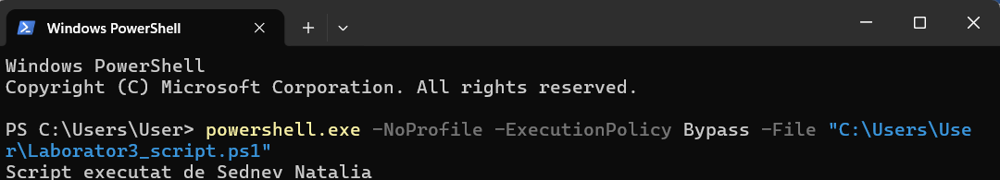 Windows PowerShell
Windows PowerShell
Copyright (C) Microsoft Corporation. All rights reserved.
PS C:\Users\User> powershell.exe -NoProfile -ExecutionPolicy Bypass -File "C:\Users\Use
r\Laborator3_script.ps1"
Script executat de Sednev Natalia